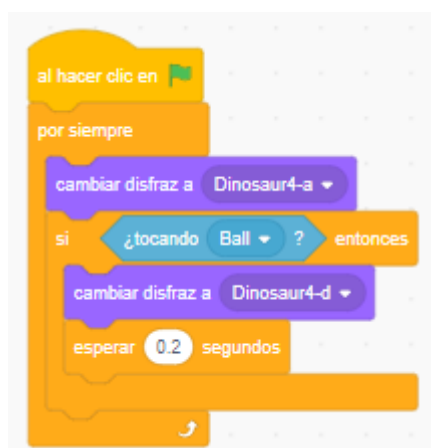 al hacer clic en
por siempre
cambiar disfraz a Dinosaur4-a
si ¿tocando Ball ? entonces
cambiar disfraz a Dinosaur4-d
esperar 0.2 segundos